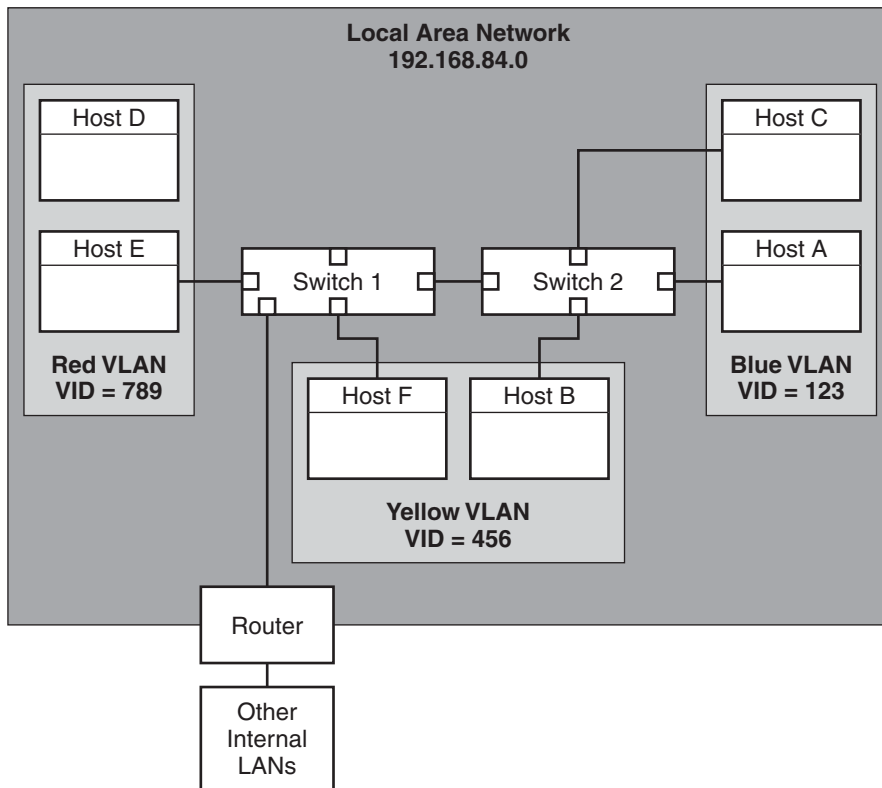 Local Area Network
192.168.84.0
Host D
Host C
Host E
Host A
Switch 1
Switch 2
Red VLAN
VID = 789
Blue VLAN
VID = 123
Host F
Host B
Yellow VLAN
VID = 456
Router
Other
Internal
LANs